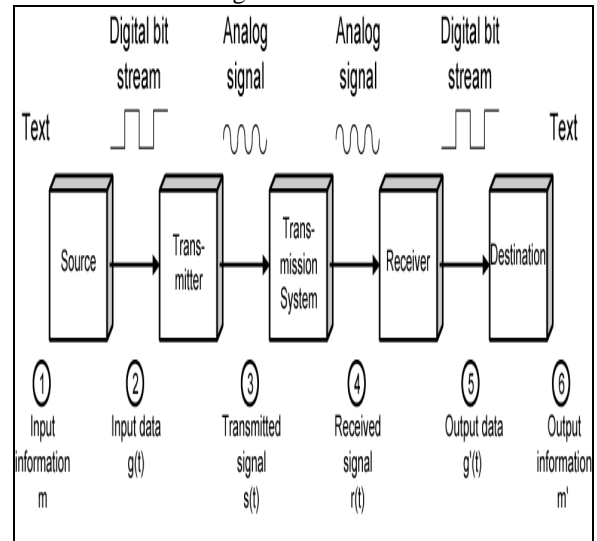 Digital bit
stream
Analog
signal
Analog
signal
Digital bit
stream
Text
Text
Source
Trans-
mitter
Trans-
mission
System
Receiver
Destination
1
Input
information
m
2
Input data
g(t)
3
Transmitted
signal
s(t)
4
Received
signal
r(t)
5
Output data
g'(t)
6
Output
information
m'